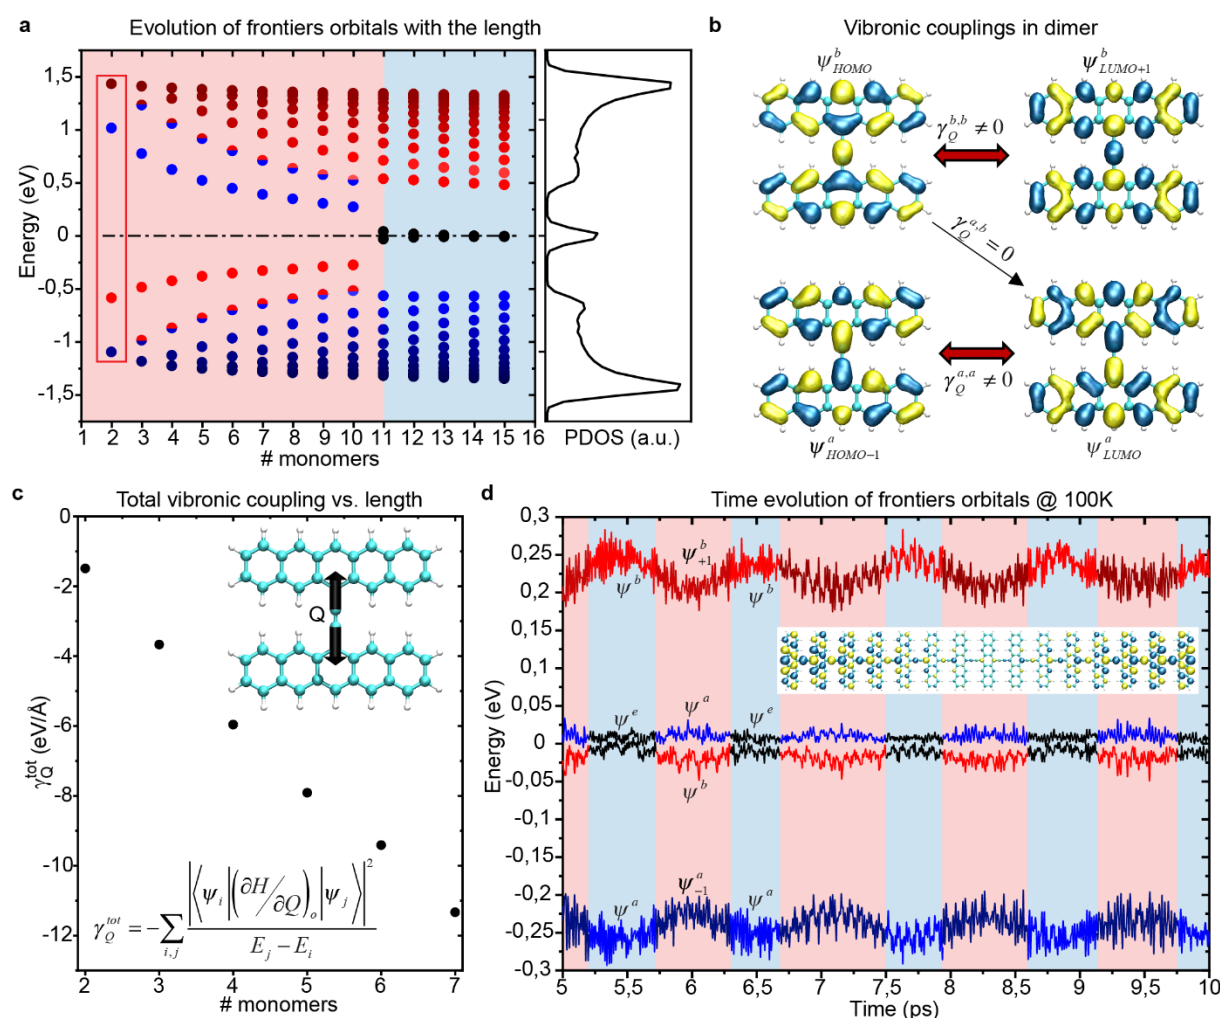 a Evolution of frontiers orbitals with the length
1,5
1
0,5
0
-0,5
-1
-1,5
Energy (eV)
1 2 3 4 5 6 7 8 9 10 11 12 13 14 15 16
# monomers
PDOS (a.u.)
b Vibronic couplings in dimer
ψ^b_HOMO
ψ^b_LUMO+1
γ_Q^{b,b} ≠ 0
γ_Q^{a,b} = 0
γ_Q^{a,a} ≠ 0
ψ^a_HOMO−1
ψ^a_LUMO
c Total vibronic coupling vs. length
0
-2
-4
-6
-8
-10
-12
γ_Q^tot (eV/Å)
Q
γ_Q^tot = −∑_{i,j} |⟨ψ_i|(∂H/∂Q)_o|ψ_j⟩|^2 / E_j − E_i
2 3 4 5 6 7
# monomers
d Time evolution of frontiers orbitals @ 100K
0,3
0,25
0,2
0,15
0,1
0,05
0
-0,05
-0,1
-0,15
-0,2
-0,25
-0,3
Energy (eV)
ψ^b ψ^b_{+1} ψ^b
ψ^e ψ^a ψ^e
ψ^b
ψ^a ψ^a_{−1} ψ^a
5 5,5 6 6,5 7 7,5 8 8,5 9 9,5 10
Time (ps)